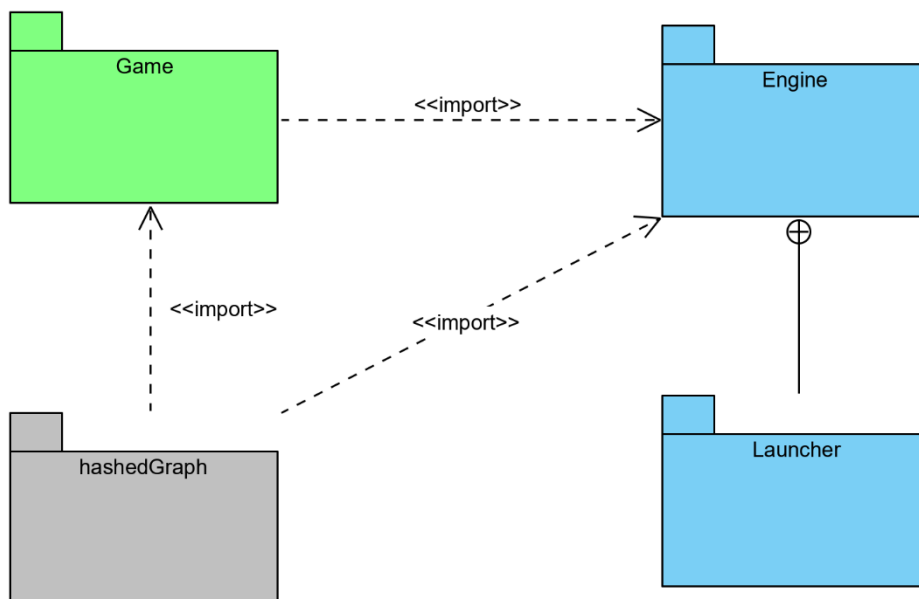 Game
Engine
<<import>>
<<import>>
<<import>>
hashedGraph
Launcher